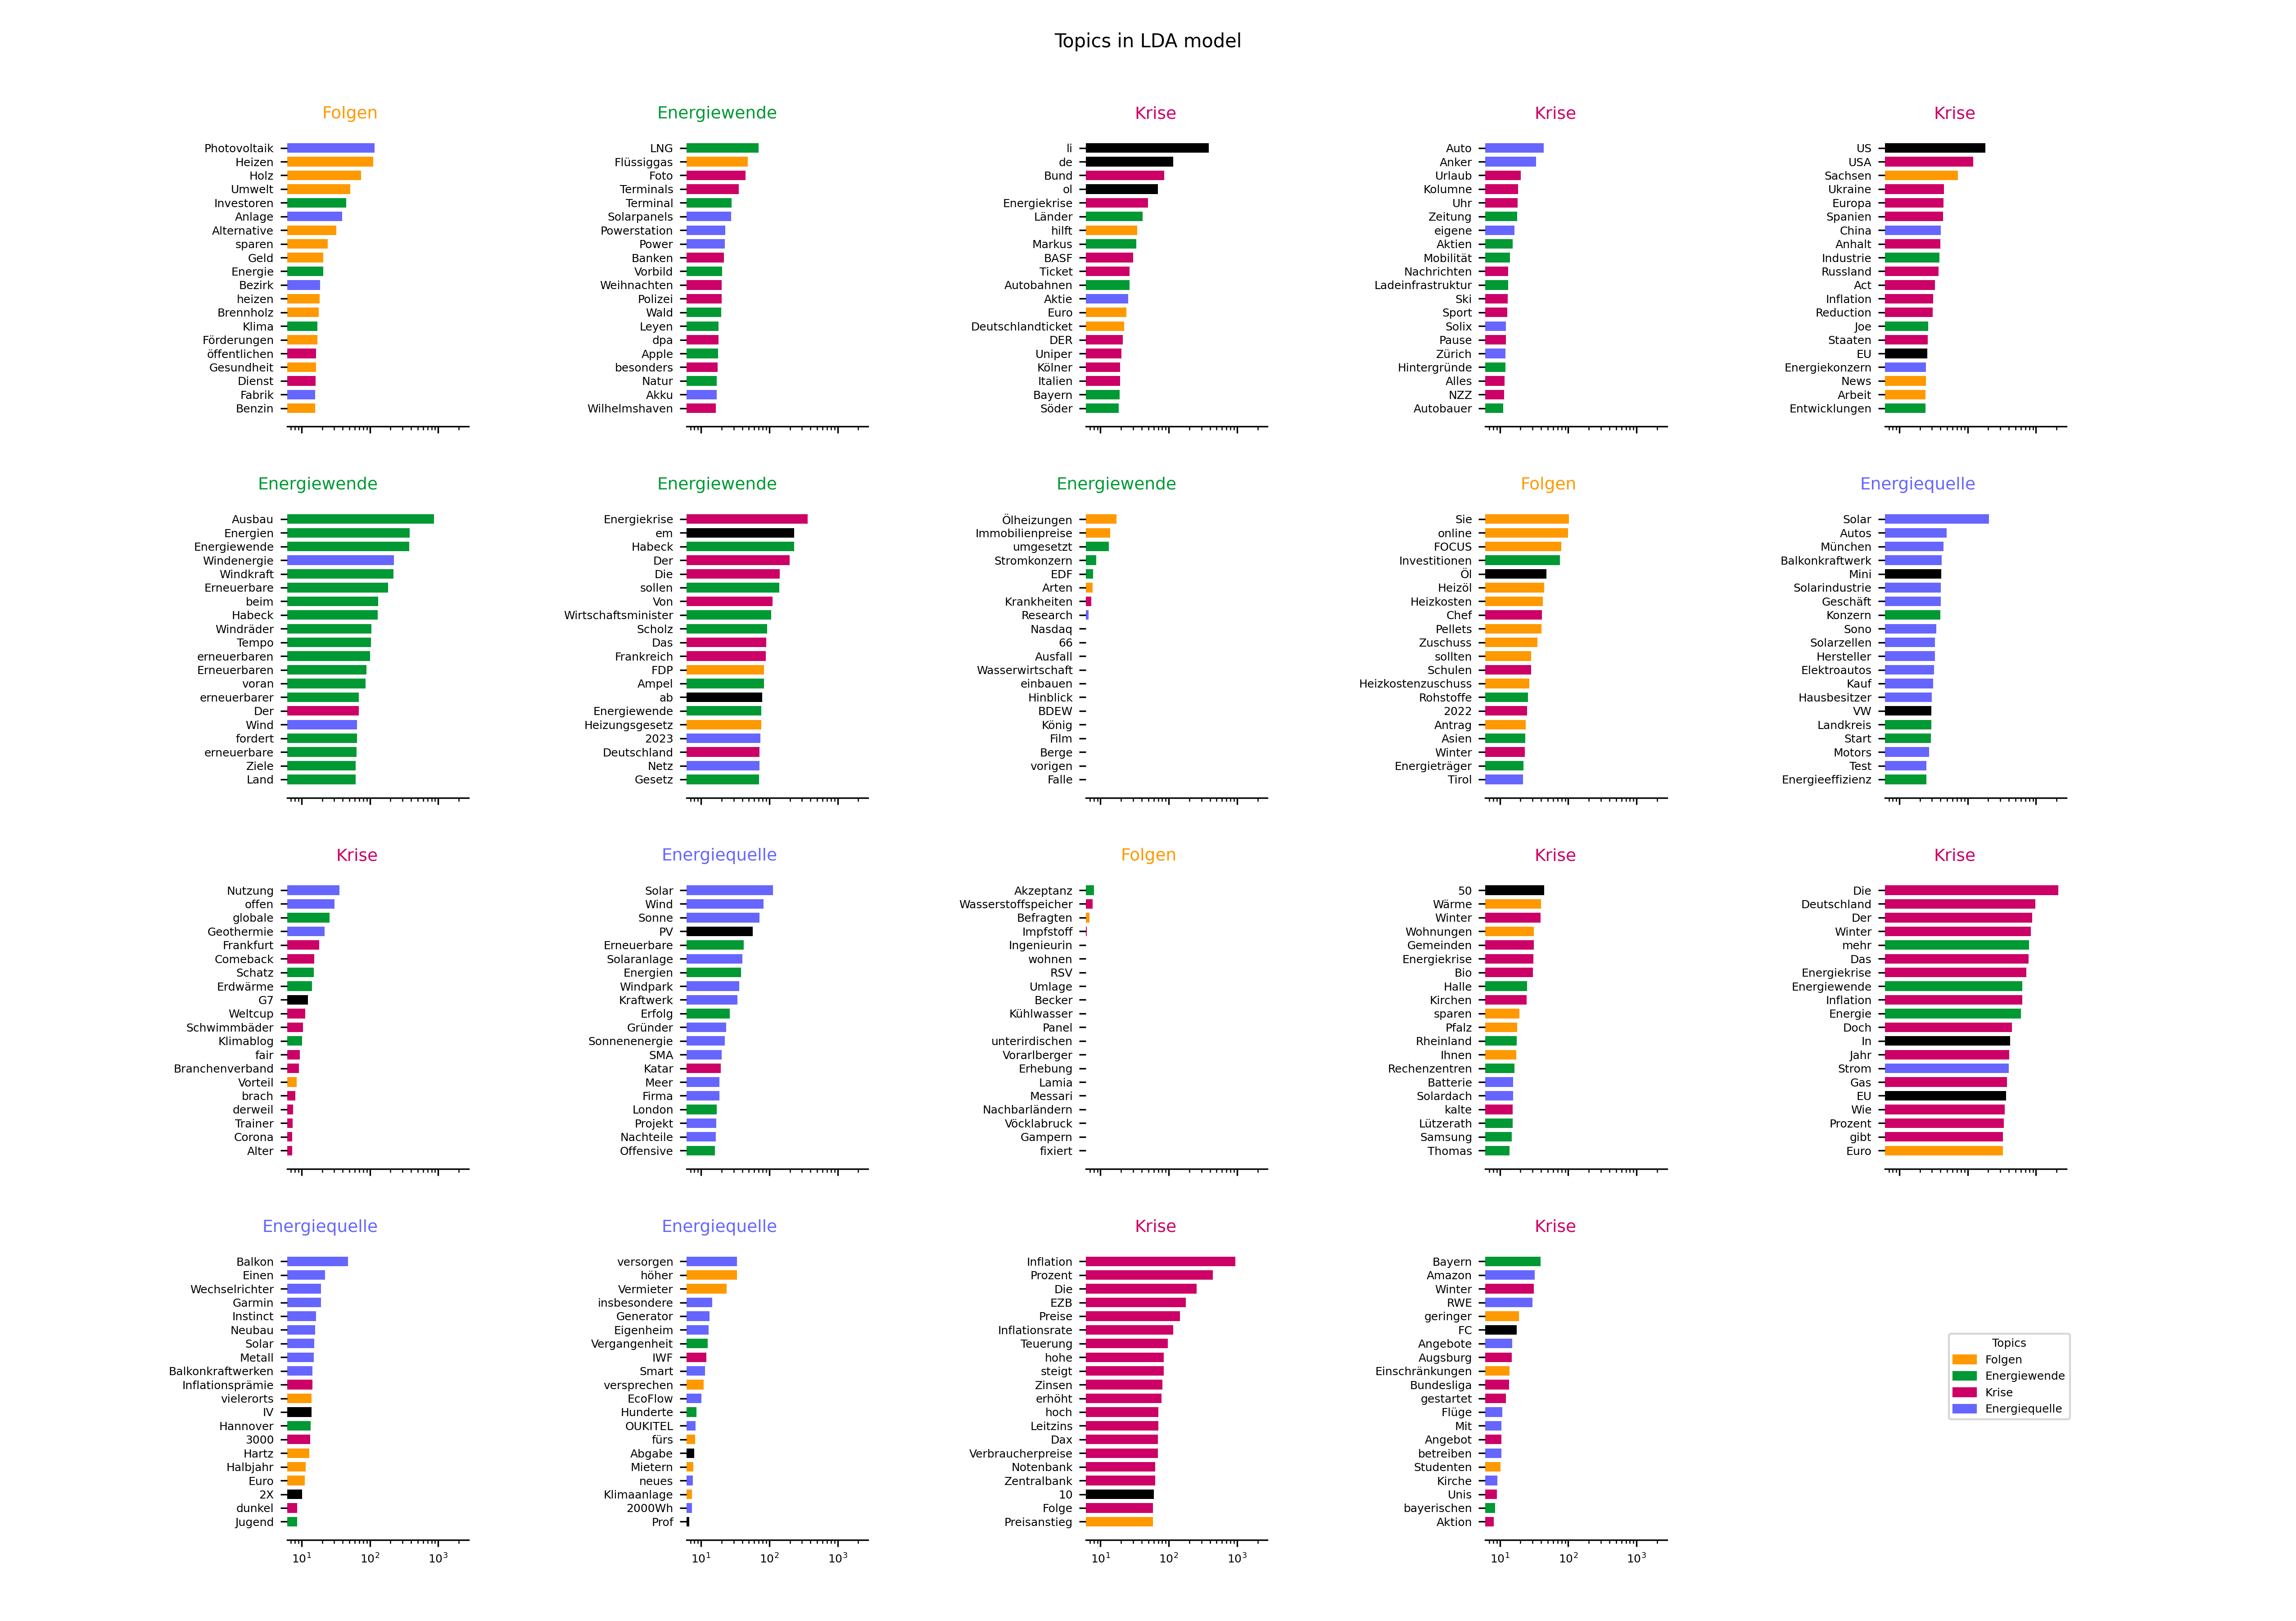 Topics in LDA model
Folgen
Photovoltaik
Heizen
Holz
Umwelt
Investoren
Anlage
Alternative
sparen
Geld
Energie
Bezirk
heizen
Brennholz
Klima
Förderungen
öffentlichen
Gesundheit
Dienst
Fabrik
Benzin
Energiewende
LNG
Flüssiggas
Foto
Terminals
Terminal
Solarpanels
Powerstation
Power
Banken
Vorbild
Weihnachten
Polizei
Wald
Leyen
dpa
Apple
besonders
Natur
Akku
Wilhelmshaven
Krise
li
de
Bund
ol
Energiekrise
Länder
hilft
Markus
BASF
Ticket
Autobahnen
Aktie
Euro
Deutschlandticket
DER
Uniper
Kölner
Italien
Bayern
Söder
Krise
Auto
Anker
Urlaub
Kolumne
Uhr
Zeitung
eigene
Aktien
Mobilität
Nachrichten
Ladeinfrastruktur
Ski
Sport
Solix
Pause
Zürich
Hintergründe
Alles
NZZ
Autobauer
Krise
US
USA
Sachsen
Ukraine
Europa
Spanien
China
Anhalt
Industrie
Russland
Act
Inflation
Reduction
Joe
Staaten
EU
Energiekonzern
News
Arbeit
Entwicklungen
Energiewende
Ausbau
Energien
Energiewende
Windenergie
Windkraft
Erneuerbare
beim
Habeck
Windräder
Tempo
erneuerbaren
Erneuerbaren
voran
erneuerbarer
Der
Wind
fordert
erneuerbare
Ziele
Land
Energiewende
Energiekrise
em
Habeck
Der
Die
sollen
Von
Wirtschaftsminister
Scholz
Das
Frankreich
FDP
Ampel
ab
Energiewende
Heizungsgesetz
2023
Deutschland
Netz
Gesetz
Energiewende
Ölheizungen
Immobilienpreise
umgesetzt
Stromkonzern
EDF
Arten
Krankheiten
Research
Nasdaq
66
Ausfall
Wasserwirtschaft
einbauen
Hinblick
BDEW
König
Film
Berge
vorigen
Falle
Folgen
Sie
online
FOCUS
Investitionen
Öl
Heizöl
Heizkosten
Chef
Pellets
Zuschuss
sollten
Schulen
Heizkostenzuschuss
Rohstoffe
2022
Antrag
Asien
Winter
Energieträger
Tirol
Energiequelle
Solar
Autos
München
Balkonkraftwerk
Mini
Solarindustrie
Geschäft
Konzern
Sono
Solarzellen
Hersteller
Elektroautos
Kauf
Hausbesitzer
VW
Landkreis
Start
Motors
Test
Energieeffizienz
Krise
Nutzung
offen
globale
Geothermie
Frankfurt
Comeback
Schatz
Erdwärme
G7
Weltcup
Schwimmbäder
Klimablog
fair
Branchenverband
Vorteil
brach
derweil
Trainer
Corona
Alter
Energiequelle
Solar
Wind
Sonne
PV
Erneuerbare
Solaranlage
Energien
Windpark
Kraftwerk
Erfolg
Gründer
Sonnenenergie
SMA
Katar
Meer
Firma
London
Projekt
Nachteile
Offensive
Folgen
Akzeptanz
Wasserstoffspeicher
Befragten
Impfstoff
Ingenieurin
wohnen
RSV
Umlage
Becker
Kühlwasser
Panel
unterirdischen
Vorarlberger
Erhebung
Lamia
Messari
Nachbarländern
Vöcklabruck
Gampern
fixiert
Krise
50
Wärme
Winter
Wohnungen
Gemeinden
Energiekrise
Bio
Halle
Kirchen
sparen
Pfalz
Rheinland
Ihnen
Rechenzentren
Batterie
Solardach
kalte
Lützerath
Samsung
Thomas
Krise
Die
Deutschland
Der
Winter
mehr
Das
Energiekrise
Energiewende
Inflation
Energie
Doch
In
Jahr
Strom
Gas
EU
Wie
Prozent
gibt
Euro
Energiequelle
Balkon
Einen
Wechselrichter
Garmin
Instinct
Neubau
Solar
Metall
Balkonkraftwerken
Inflationsprämie
vielerorts
IV
Hannover
3000
Hartz
Halbjahr
Euro
2X
dunkel
Jugend
10¹ 10² 10³
Energiequelle
versorgen
höher
Vermieter
insbesondere
Generator
Eigenheim
Vergangenheit
IWF
Smart
versprechen
EcoFlow
Hunderte
OUKITEL
fürs
Abgabe
Mietern
neues
Klimaanlage
2000Wh
Prof
10¹ 10² 10³
Krise
Inflation
Prozent
Die
EZB
Preise
Inflationsrate
Teuerung
hohe
steigt
Zinsen
erhöht
hoch
Leitzins
Dax
Verbraucherpreise
Notenbank
Zentralbank
10
Folge
Preisanstieg
10¹ 10² 10³
Krise
Bayern
Amazon
Winter
RWE
geringer
FC
Angebote
Augsburg
Einschränkungen
Bundesliga
gestartet
Flüge
Mit
Angebot
betreiben
Studenten
Kirche
Unis
bayerischen
Aktion
10¹ 10² 10³
Topics
Folgen
Energiewende
Krise
Energiequelle